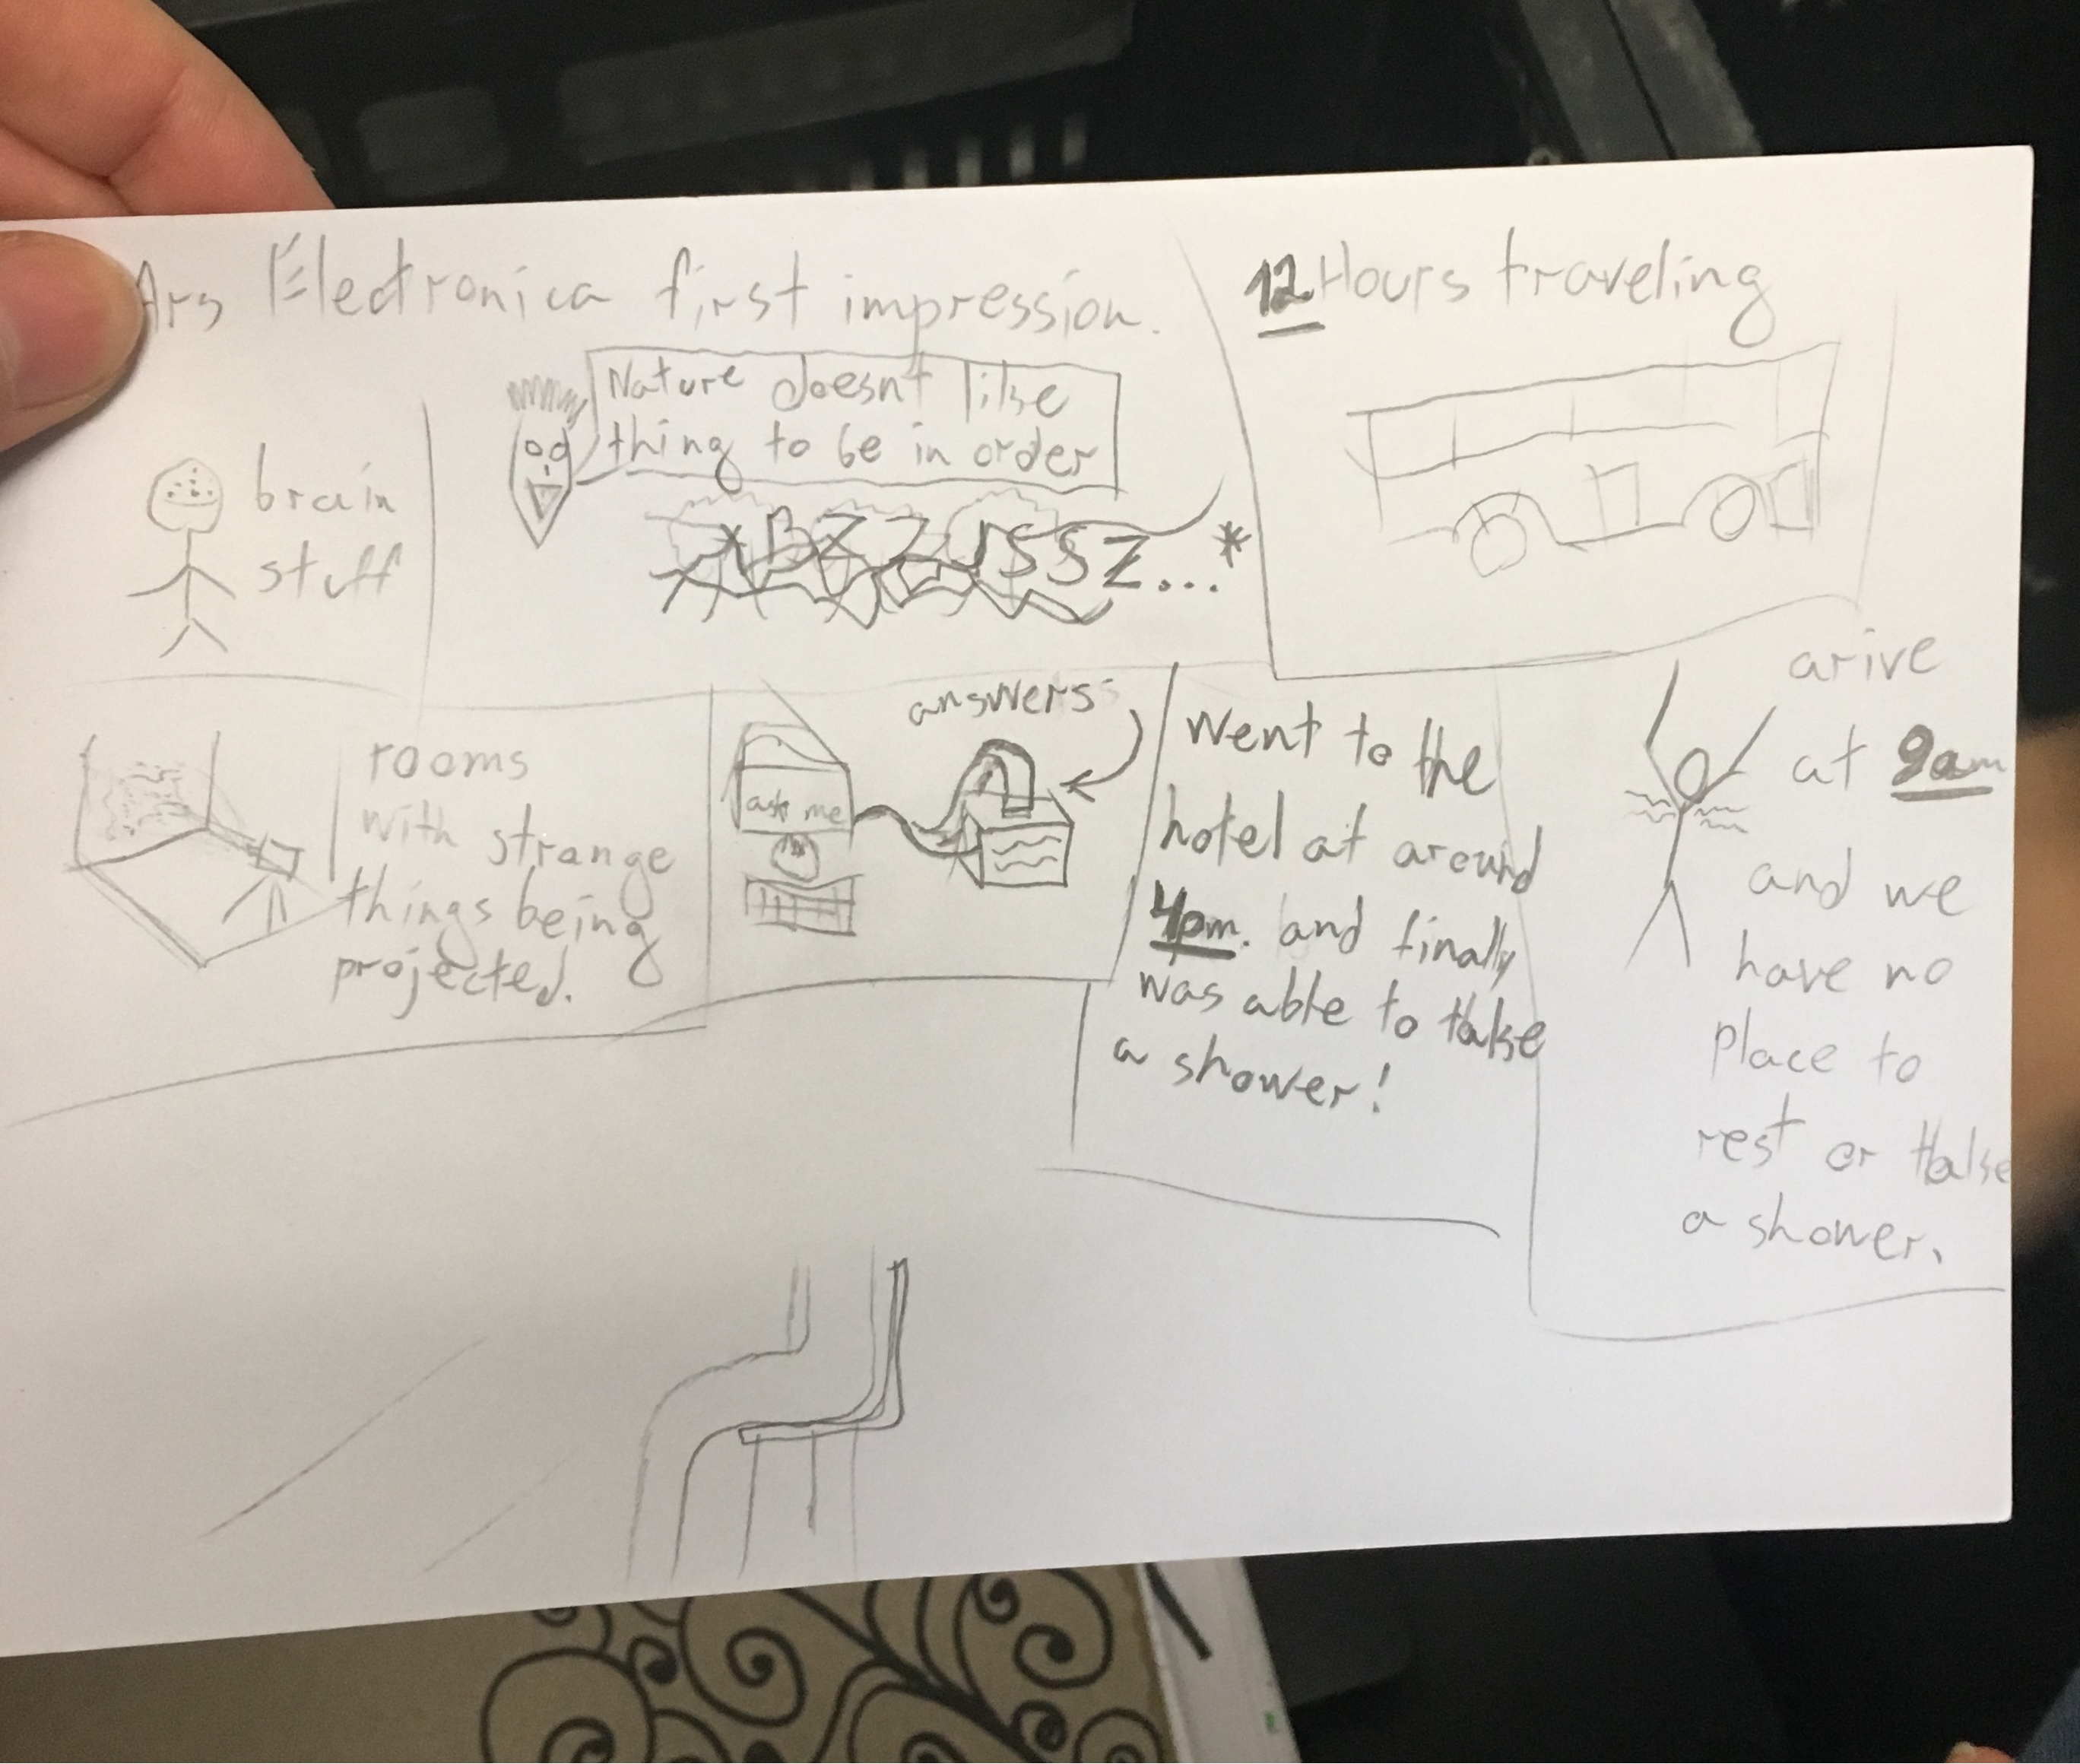 Ars Electronica first impression.
brain
stuff
Nature doesnt like
thing to be in order
12 Hours traveling
arive
at 9am
and we
have no
place to
rest or take
a shower.
rooms
with strange
things being
projected.
ask me
answers
Went to the
hotel at around
4pm. and finally
was able to take
a shower!